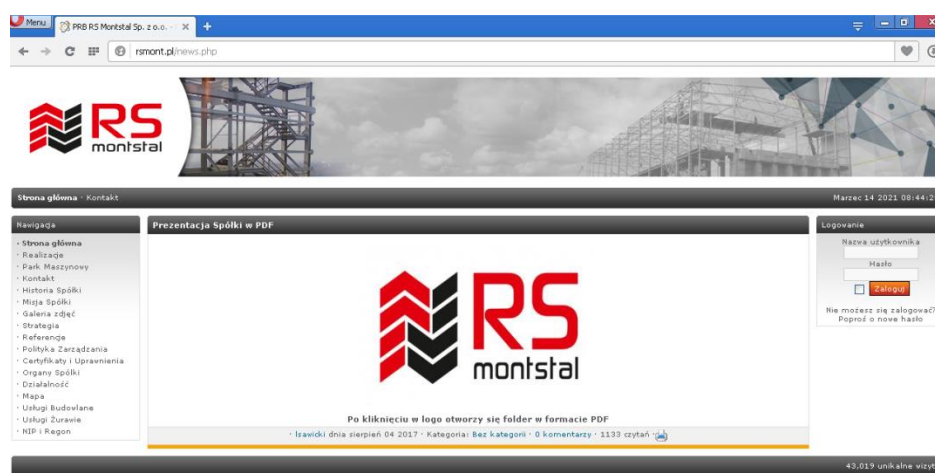 Menu
PRB RS Montstal Sp. z o.o. -
rsmont.pl/news.php
RS
montstal
Strona główna · Kontakt
Marzec 14 2021 08:44:2
Nawigacja
· Strona główna
· Realizacje
· Park Maszynowy
· Kontakt
· Historia Spółki
· Misja Spółki
· Galeria zdjęć
· Strategia
· Referencje
· Polityka Zarządzania
· Certyfikaty i Uprawnienia
· Organy Spółki
· Działalność
· Mapa
· Usługi Budowlane
· Usługi Żurawie
· NIP i Regon
Prezentacja Spółki w PDF
RS
montstal
Po kliknięciu w logo otworzy się folder w formacie PDF
· lsawicki dnia sierpień 04 2017 · Kategoria: Bez kategorii · 0 komentarzy · 1133 czytań ·
Logowanie
Nazwa użytkownika
Hasło
Zaloguj
Nie możesz się zalogować?
Poproś o nowe hasło
43,019 unikalne wizyt